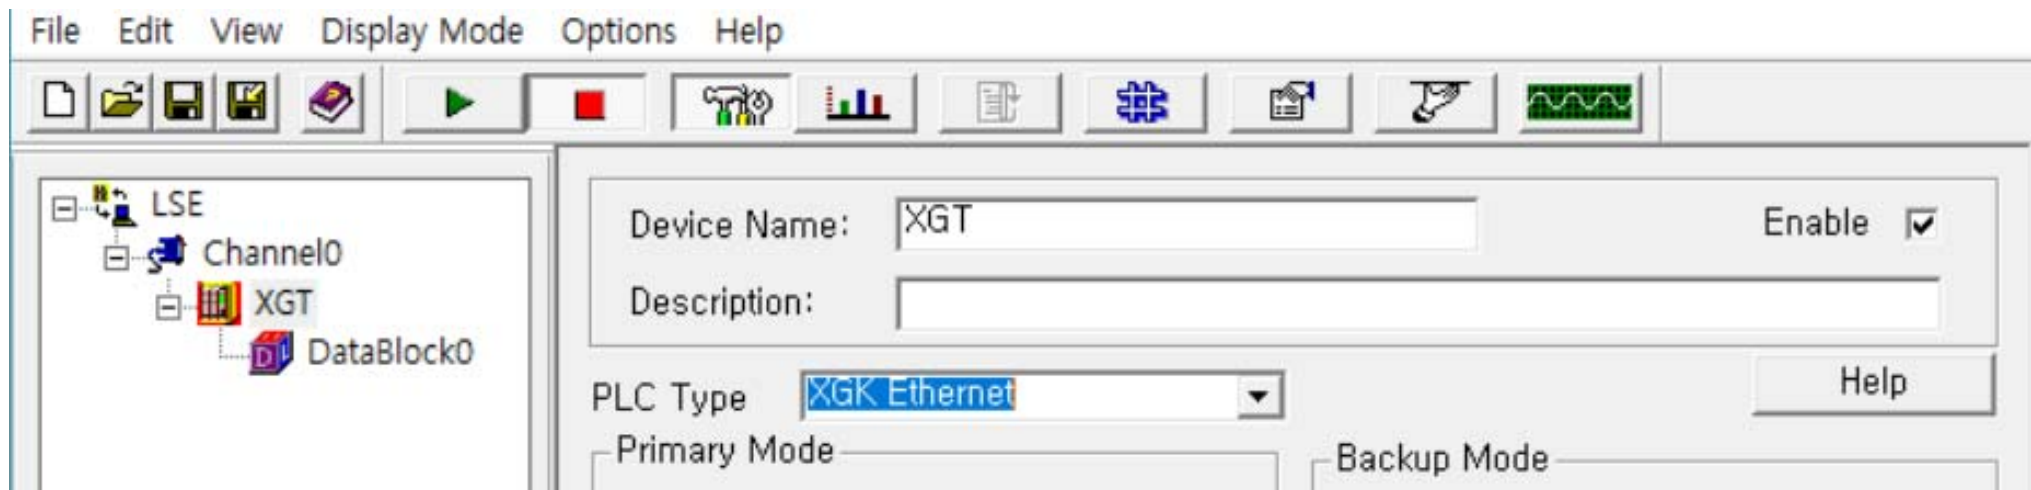 File Edit View Display Mode Options Help
LSE
Channel0
XGT
DataBlock0
Device Name: XGT Enable
Description:
PLC Type XGK Ethernet Help
Primary Mode Backup Mode